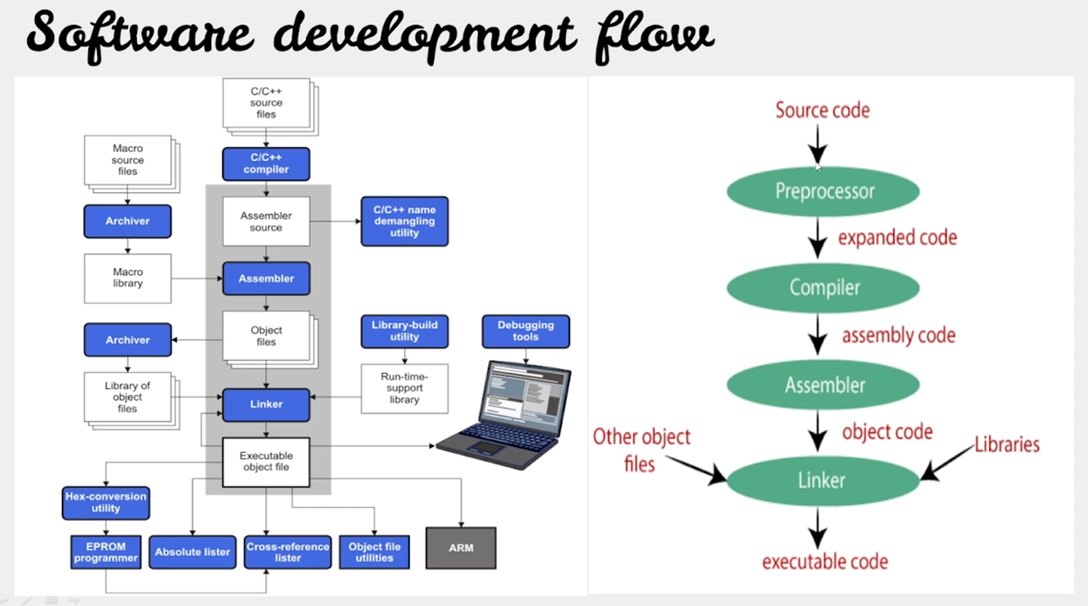 Software development flow
C/C++
source
files
C/C++
compiler
Macro
source
files
Archiver
Macro
library
Assembler
source
C/C++ name
demangling
utility
Assembler
Archiver
Object
files
Library-build
utility
Debugging
tools
Library of
object
files
Linker
Run-time-
support
library
Executable
object file
Hex-conversion
utility
EPROM
programmer
Absolute lister
Cross-reference
lister
Object file
utilities
ARM
Source code
Preprocessor
expanded code
Compiler
assembly code
Assembler
object code
Other object
files
Libraries
Linker
executable code